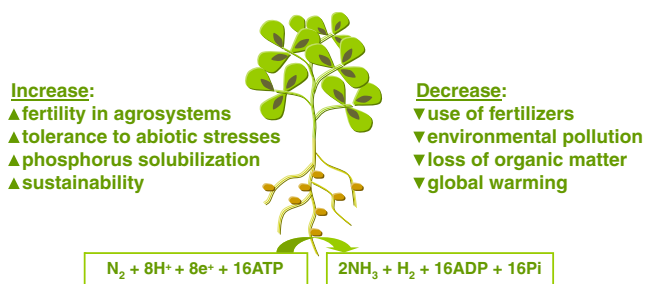 Increase:
▲fertility in agrosystems
▲tolerance to abiotic stresses
▲phosphorus solubilization
▲sustainability
Decrease:
▼use of fertilizers
▼environmental pollution
▼loss of organic matter
▼global warming
N₂ + 8H⁺ + 8e⁺ + 16ATP
2NH₃ + H₂ + 16ADP + 16Pi